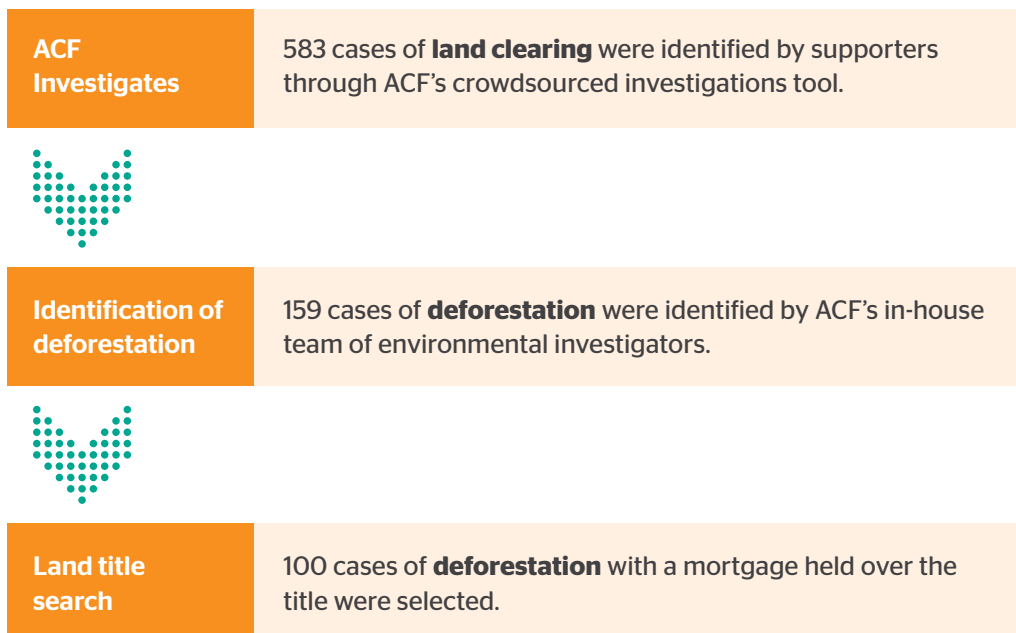 ACF
Investigates
583 cases of land clearing were identified by supporters
through ACF's crowdsourced investigations tool.
Identification of
deforestation
159 cases of deforestation were identified by ACF's in-house
team of environmental investigators.
Land title
search
100 cases of deforestation with a mortgage held over the
title were selected.